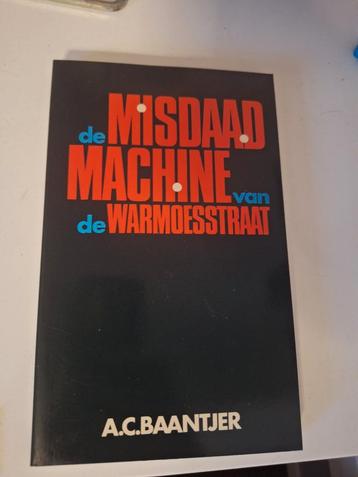 de MISDAAD
MACHINE van
de WARMOESSTRAAT
A.C.BAANTJER